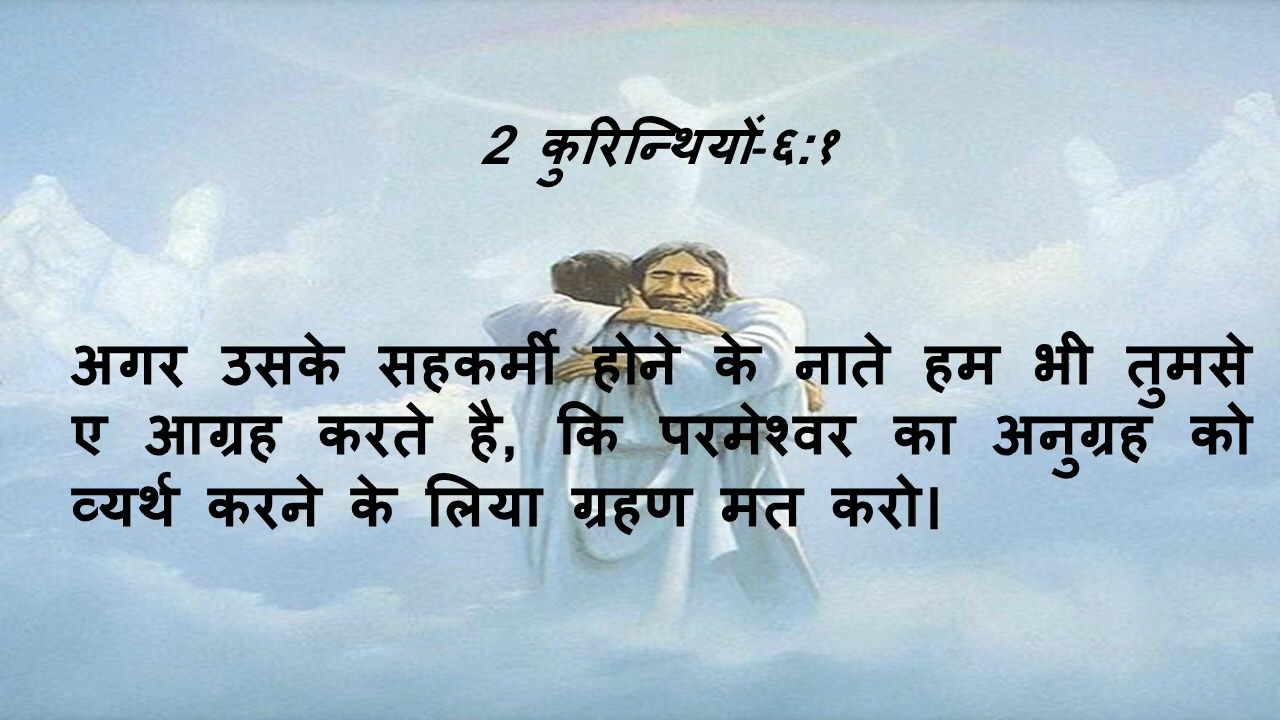 2 कुरिन्थियों-६:१
अगर उसके सहकर्मी होने के नाते हम भी तुमसे
ए आग्रह करते है, कि परमेश्वर का अनुग्रह को
व्यर्थ करने के लिया ग्रहण मत करो।